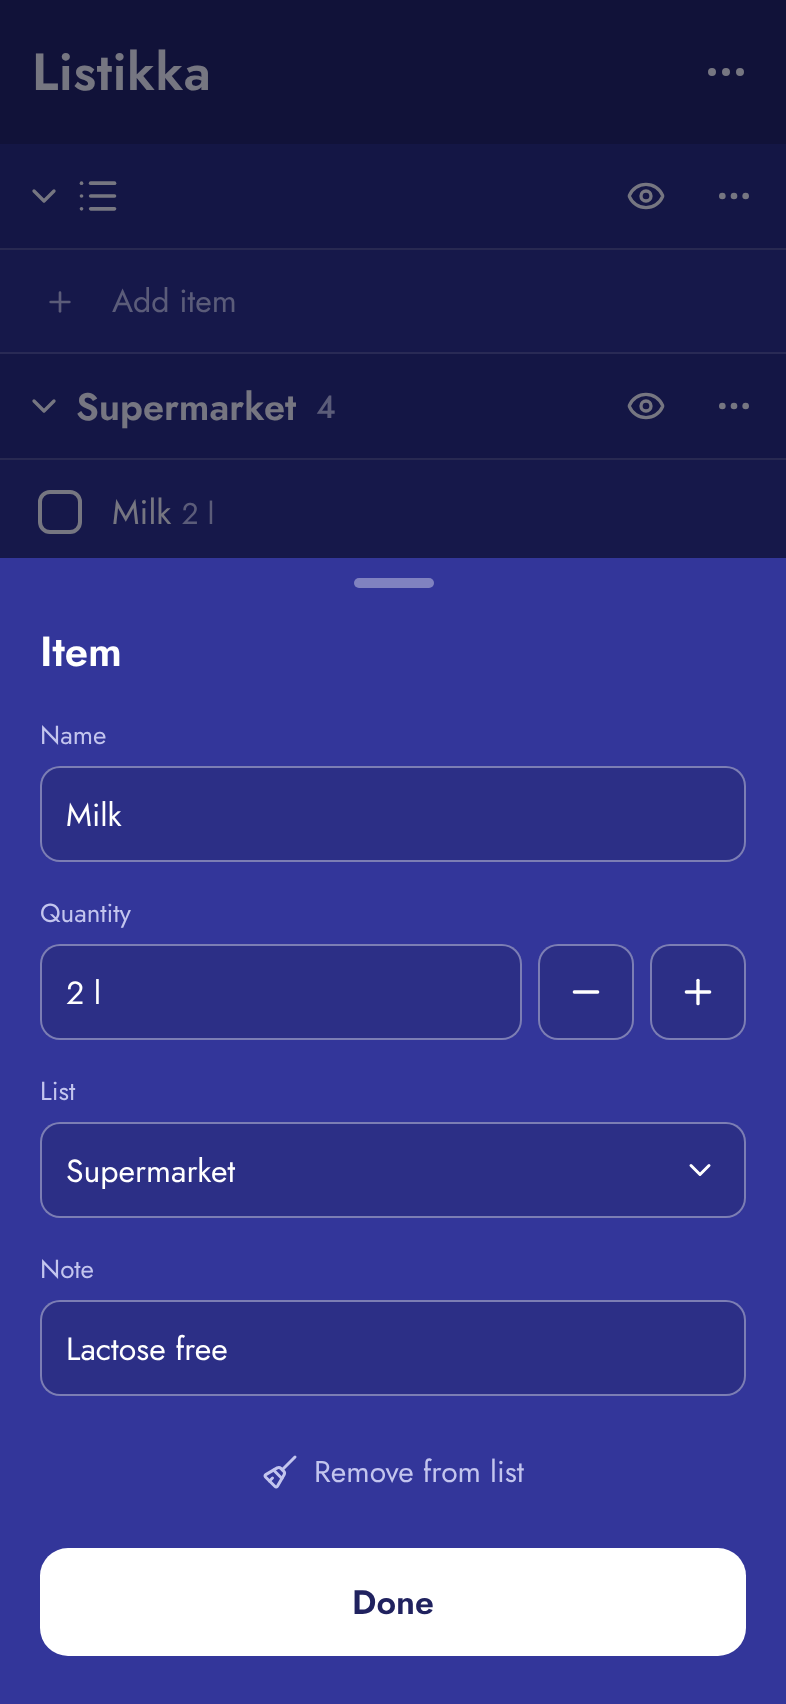 Listikka
Add item
Supermarket 4
Milk 2 l
Item
Name
Milk
Quantity
2 l
List
Supermarket
Note
Lactose free
Remove from list
Done